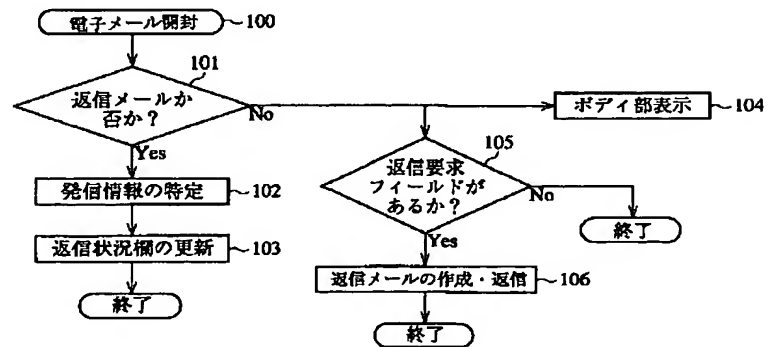 電子メール開封
100
返信メールか
否か？
101
No
Yes
ボディ部表示
104
発信情報の特定
102
返信要求
フィールドが
あるか？
105
No
Yes
返信状況欄の更新
103
終了
終了
返信メールの作成・返信
106
終了